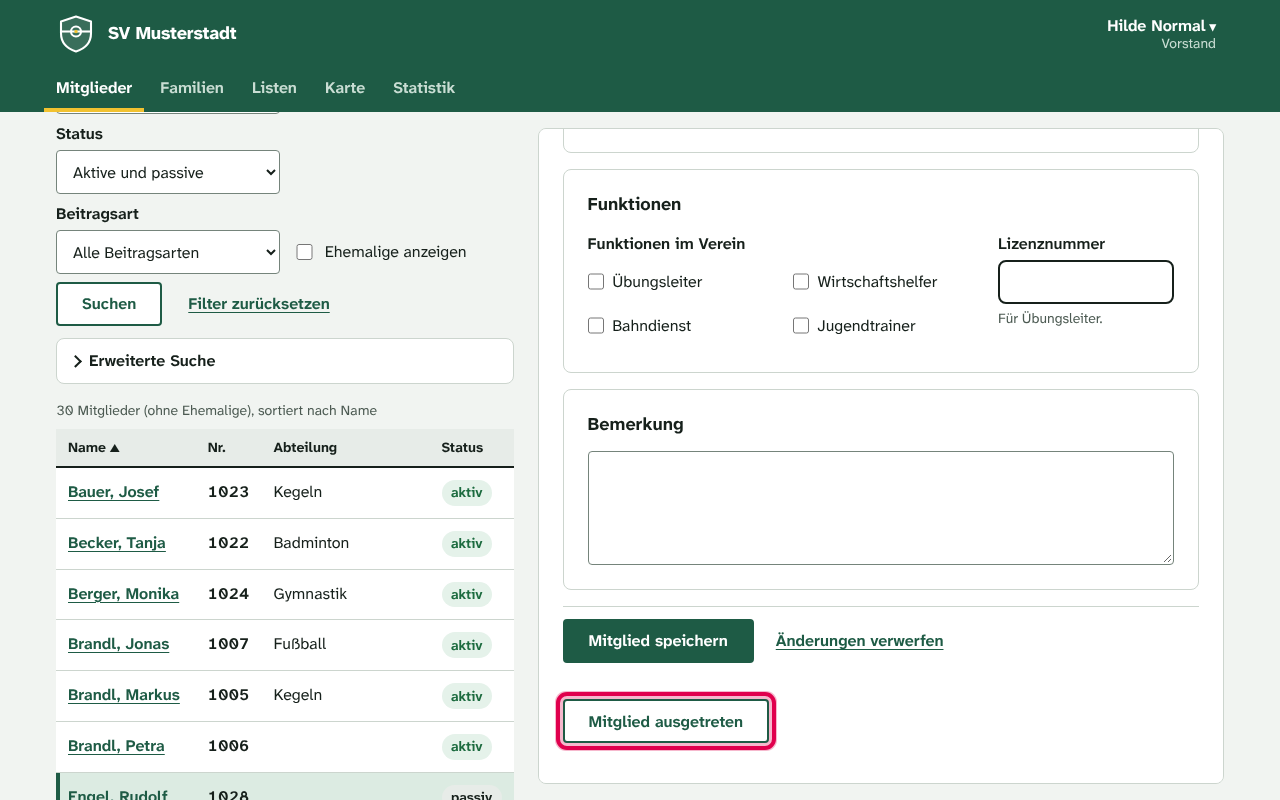 SV Musterstadt
Hilde Normal ▾
Vorstand
Mitglieder Familien Listen Karte Statistik
Status
Aktive und passive
Beitragsart
Alle Beitragsarten
Ehemalige anzeigen
Suchen Filter zurücksetzen
Erweiterte Suche
30 Mitglieder (ohne Ehemalige), sortiert nach Name
Name ▲ Nr. Abteilung Status
Bauer, Josef 1023 Kegeln aktiv
Becker, Tanja 1022 Badminton aktiv
Berger, Monika 1024 Gymnastik aktiv
Brandl, Jonas 1007 Fußball aktiv
Brandl, Markus 1005 Kegeln aktiv
Brandl, Petra 1006 aktiv
Engel, Rudolf 1028 passiv
Funktionen
Funktionen im Verein
Übungsleiter Wirtschaftshelfer
Bahndienst Jugendtrainer
Lizenznummer
Für Übungsleiter.
Bemerkung
Mitglied speichern Änderungen verwerfen
Mitglied ausgetreten